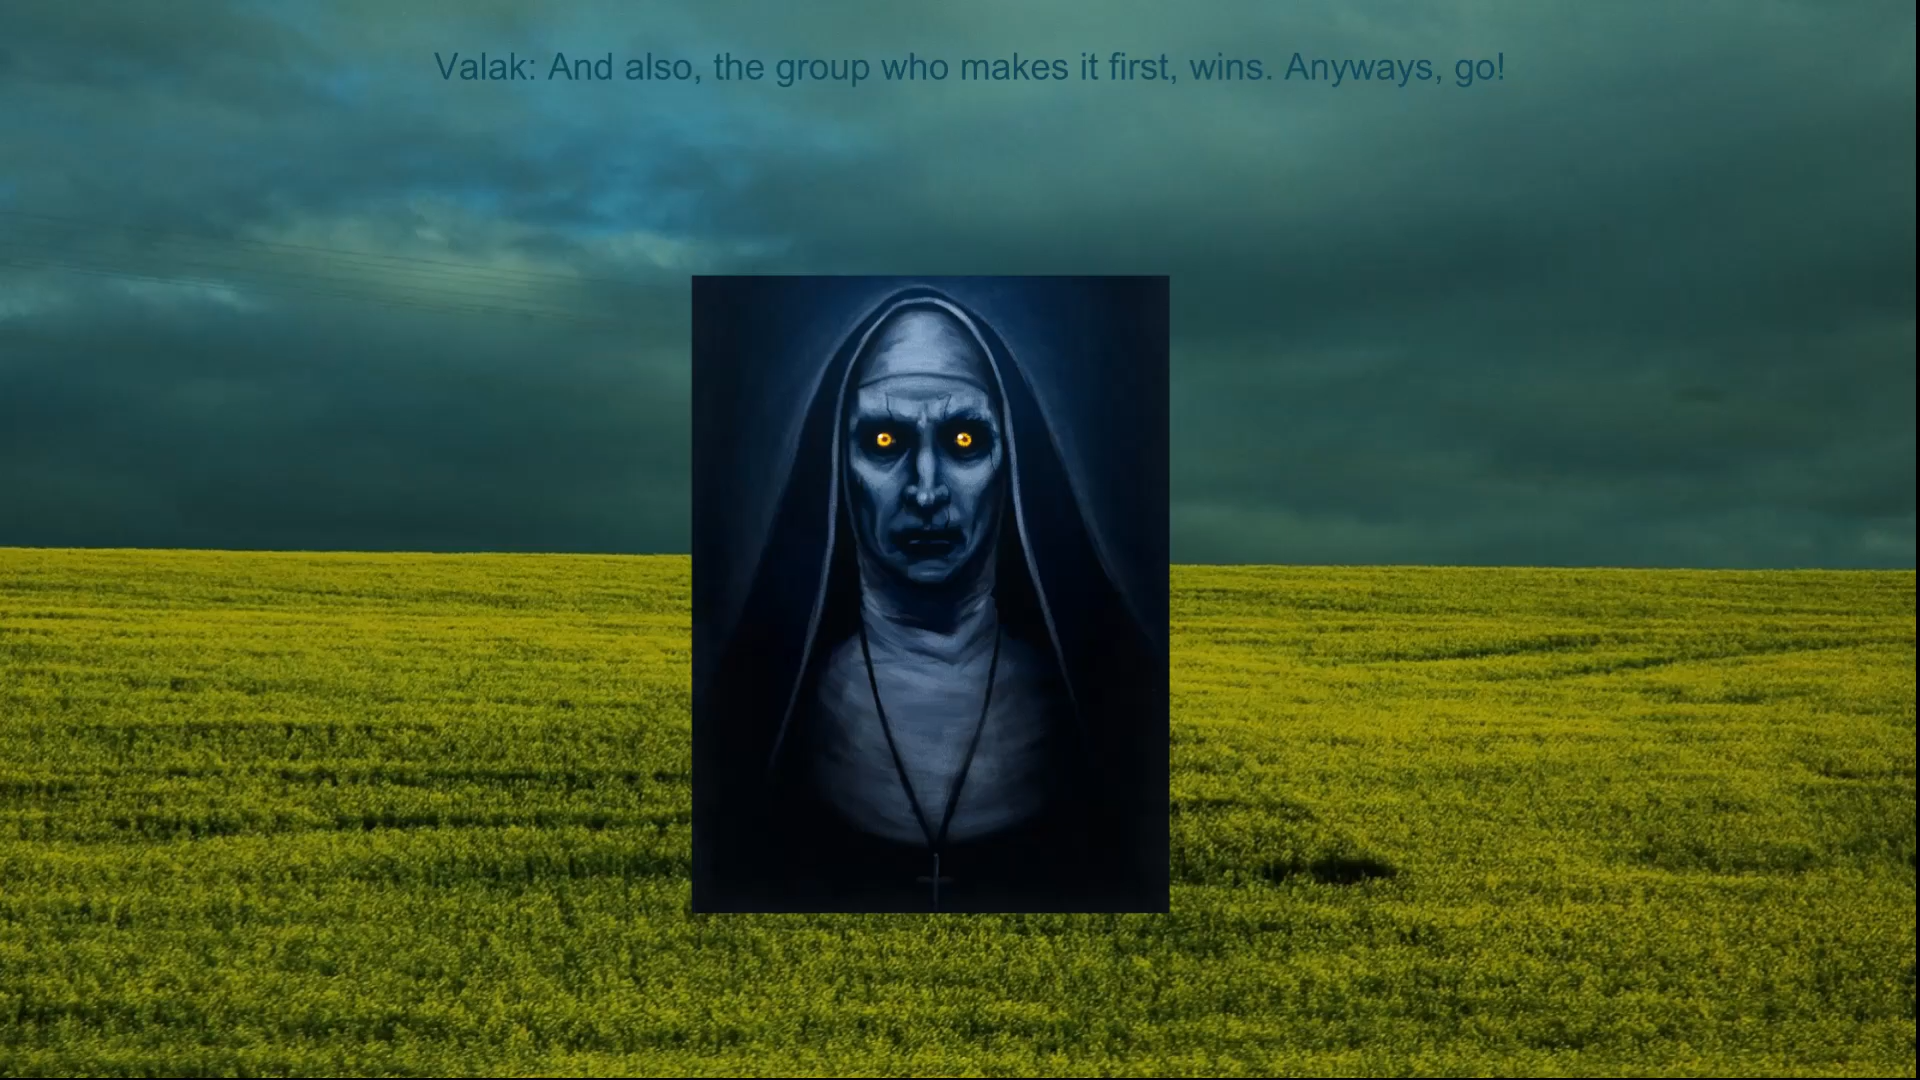 Valak: And also, the group who makes it first, wins. Anyways, go!